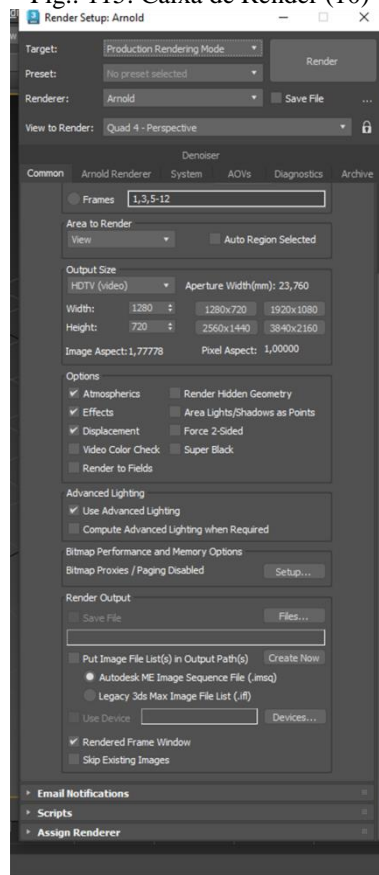 Fig.: 115. Caixa de Render (10)
3 Render Setup: Arnold
Target: Production Rendering Mode
Render
Preset: No preset selected
Renderer: Arnold Save File ...
View to Render: Quad 4 - Perspective
Denoiser
Common Arnold Renderer System AOVs Diagnostics Archive
Frames 1,3,5-12
Area to Render
View Auto Region Selected
Output Size
HDTV (video) Aperture Width(mm): 23,760
Width: 1280 1280x720 1920x1080
Height: 720 2560x1440 3840x2160
Image Aspect: 1,77778 Pixel Aspect: 1,00000
Options
Atmospherics Render Hidden Geometry
Effects Area Lights/Shadows as Points
Displacement Force 2-Sided
Video Color Check Super Black
Render to Fields
Advanced Lighting
Use Advanced Lighting
Compute Advanced Lighting when Required
Bitmap Performance and Memory Options
Bitmap Proxies / Paging Disabled Setup...
Render Output
Save File Files...
Put Image File List(s) in Output Path(s) Create Now
Autodesk ME Image Sequence File (.imsq)
Legacy 3ds Max Image File List (.ifl)
Use Device Devices...
Rendered Frame Window
Skip Existing Images
Email Notifications
Scripts
Assign Renderer